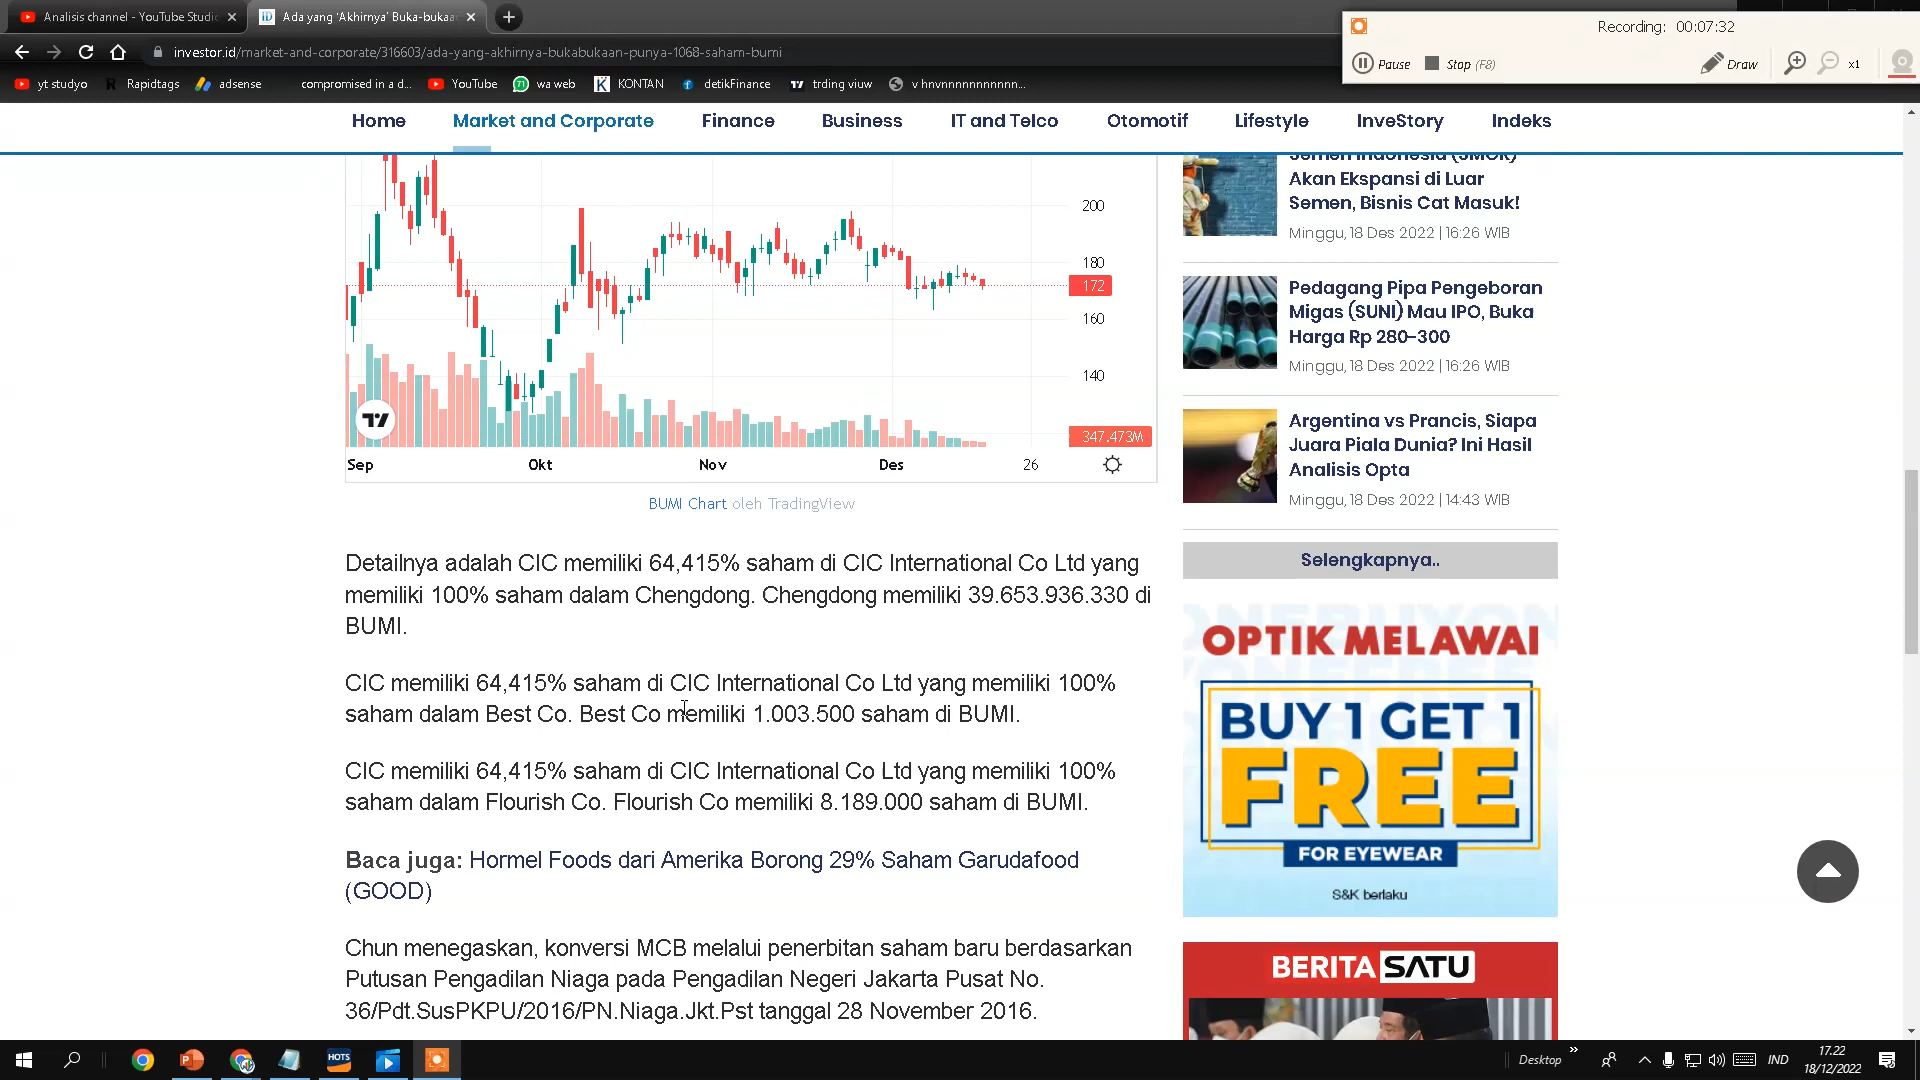 Analisis channel - YouTube Studi
Ada yang 'Akhirnya' Buka-bukaa
Recording: 00:07:32
investor.id/market-and-corporate/316603/ada-yang-akhirnya-bukabukaan-punya-1068-saham-bumi
Pause Stop (F8) Draw x1
yt studyo Rapidtags adsense compromised in a d... YouTube wa web KONTAN detikFinance trding viuw v hnvnnnnnnnnnn...
Home Market and Corporate Finance Business IT and Telco Otomotif Lifestyle InveStory Indeks
200
180
172
160
140
347.473M
Sep Okt Nov Des 26
BUMI Chart oleh TradingView
Detailnya adalah CIC memiliki 64,415% saham di CIC International Co Ltd yang
memiliki 100% saham dalam Chengdong. Chengdong memiliki 39.653.936.330 di
BUMI.
CIC memiliki 64,415% saham di CIC International Co Ltd yang memiliki 100%
saham dalam Best Co. Best Co memiliki 1.003.500 saham di BUMI.
CIC memiliki 64,415% saham di CIC International Co Ltd yang memiliki 100%
saham dalam Flourish Co. Flourish Co memiliki 8.189.000 saham di BUMI.
Baca juga: Hormel Foods dari Amerika Borong 29% Saham Garudafood
(GOOD)
Chun menegaskan, konversi MCB melalui penerbitan saham baru berdasarkan
Putusan Pengadilan Niaga pada Pengadilan Negeri Jakarta Pusat No.
36/Pdt.SusPKPU/2016/PN.Niaga.Jkt.Pst tanggal 28 November 2016.
Semen Indonesia (SMGR)
Akan Ekspansi di Luar
Semen, Bisnis Cat Masuk!
Minggu, 18 Des 2022 | 16:26 WIB
Pedagang Pipa Pengeboran
Migas (SUNI) Mau IPO, Buka
Harga Rp 280-300
Minggu, 18 Des 2022 | 16:26 WIB
Argentina vs Prancis, Siapa
Juara Piala Dunia? Ini Hasil
Analisis Opta
Minggu, 18 Des 2022 | 14:43 WIB
Selengkapnya..
OPTIK MELAWAI
BUY 1 GET 1
FREE
FOR EYEWEAR
S&K berlaku
BERITA SATU
HOTS
Desktop
IND
17.22
18/12/2022